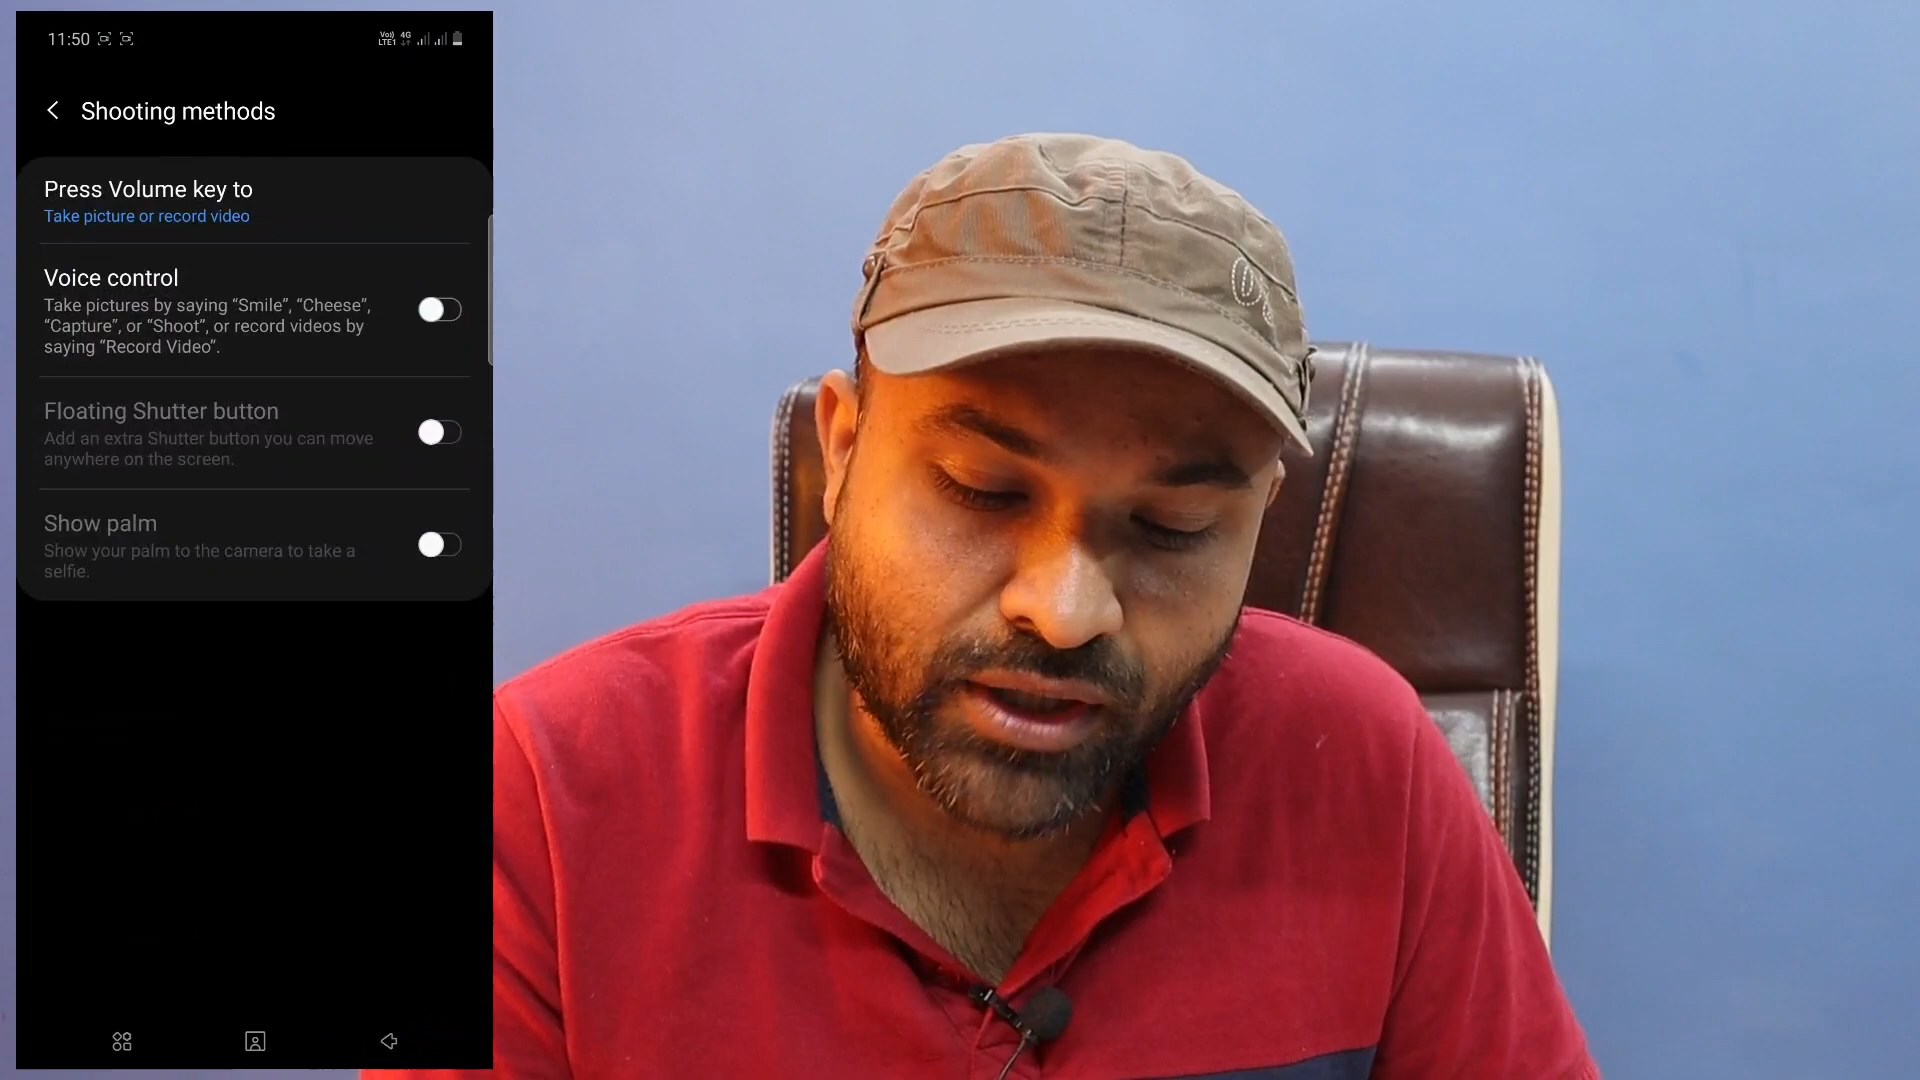 11:50
Vo)) LTE1 4G
Shooting methods
Press Volume key to
Take picture or record video
Voice control
Take pictures by saying “Smile”, “Cheese”,
“Capture”, or “Shoot”, or record videos by
saying “Record Video”.
Floating Shutter button
Add an extra Shutter button you can move
anywhere on the screen.
Show palm
Show your palm to the camera to take a
selfie.